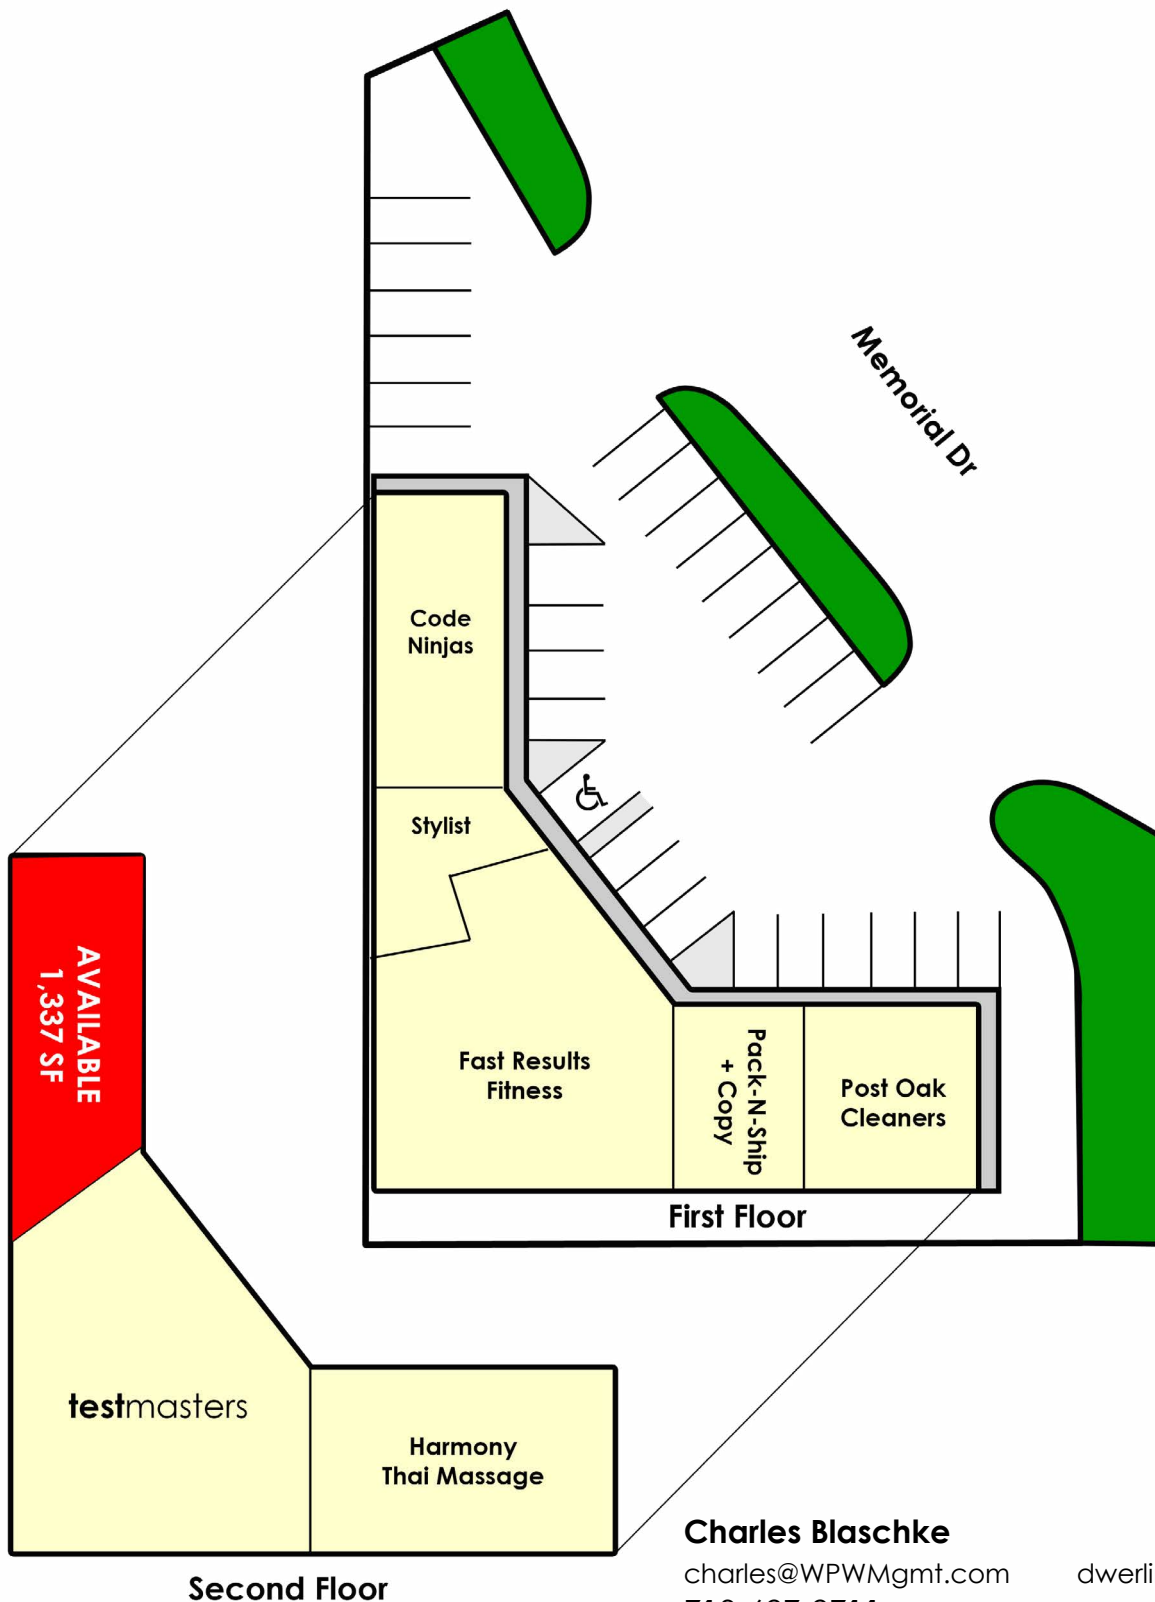 Memorial Dr
Code
Ninjas
Stylist
AVAILABLE
1,337 SF
Fast Results
Fitness
Pack-N-Ship
+ Copy
Post Oak
Cleaners
First Floor
testmasters
Harmony
Thai Massage
Second Floor
Charles Blaschke
charles@WPWMgmt.com dwerli